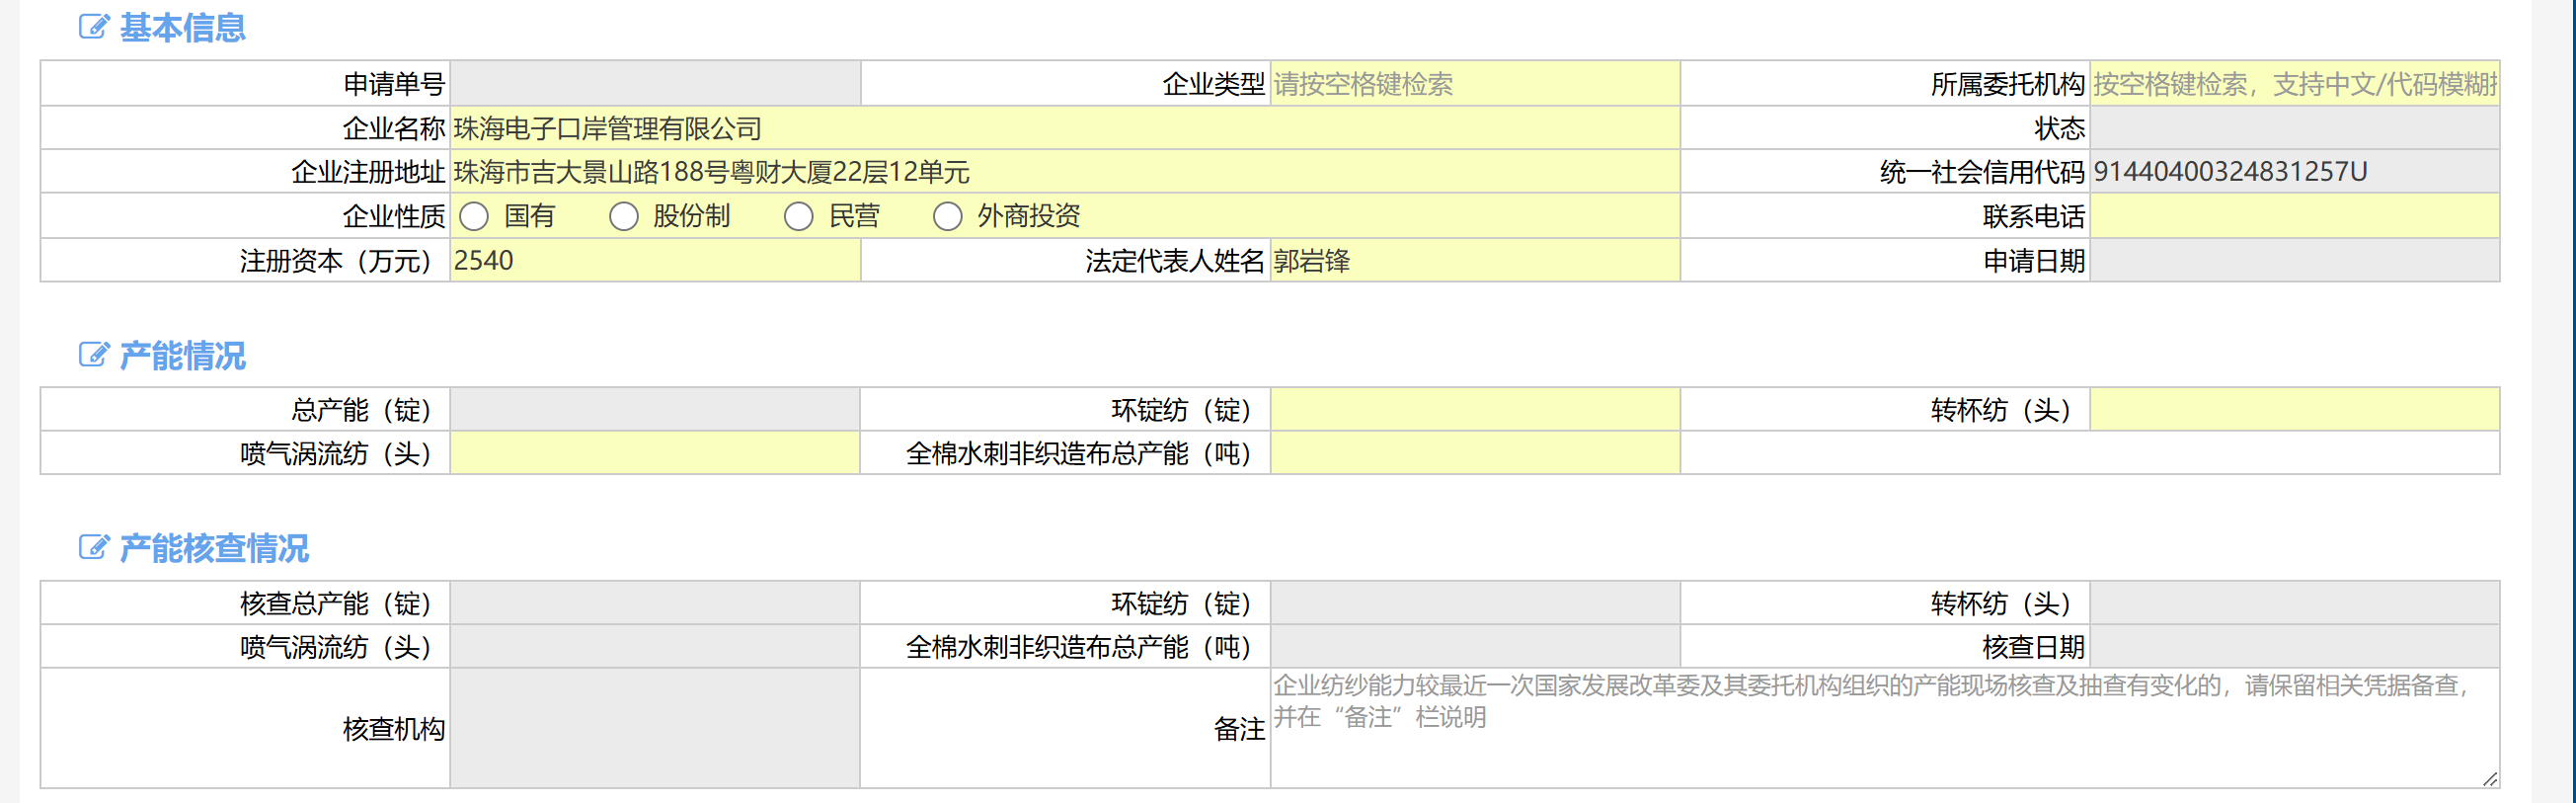 基本信息
申请单号 企业类型 请按空格键检索 所属委托机构 按空格键检索，支持中文/代码模糊
企业名称 珠海电子口岸管理有限公司 状态
企业注册地址 珠海市吉大景山路188号粤财大厦22层12单元 统一社会信用代码 91440400324831257U
企业性质 国有 股份制 民营 外商投资 联系电话
注册资本（万元） 2540 法定代表人姓名 郭岩锋 申请日期
产能情况
总产能（锭） 环锭纺（锭） 转杯纺（头）
喷气涡流纺（头） 全棉水刺非织造布总产能（吨）
产能核查情况
核查总产能（锭） 环锭纺（锭） 转杯纺（头）
喷气涡流纺（头） 全棉水刺非织造布总产能（吨） 核查日期
核查机构 备注 企业纺纱能力较最近一次国家发展改革委及其委托机构组织的产能现场核查及抽查有变化的，请保留相关凭据备查，
并在“备注”栏说明